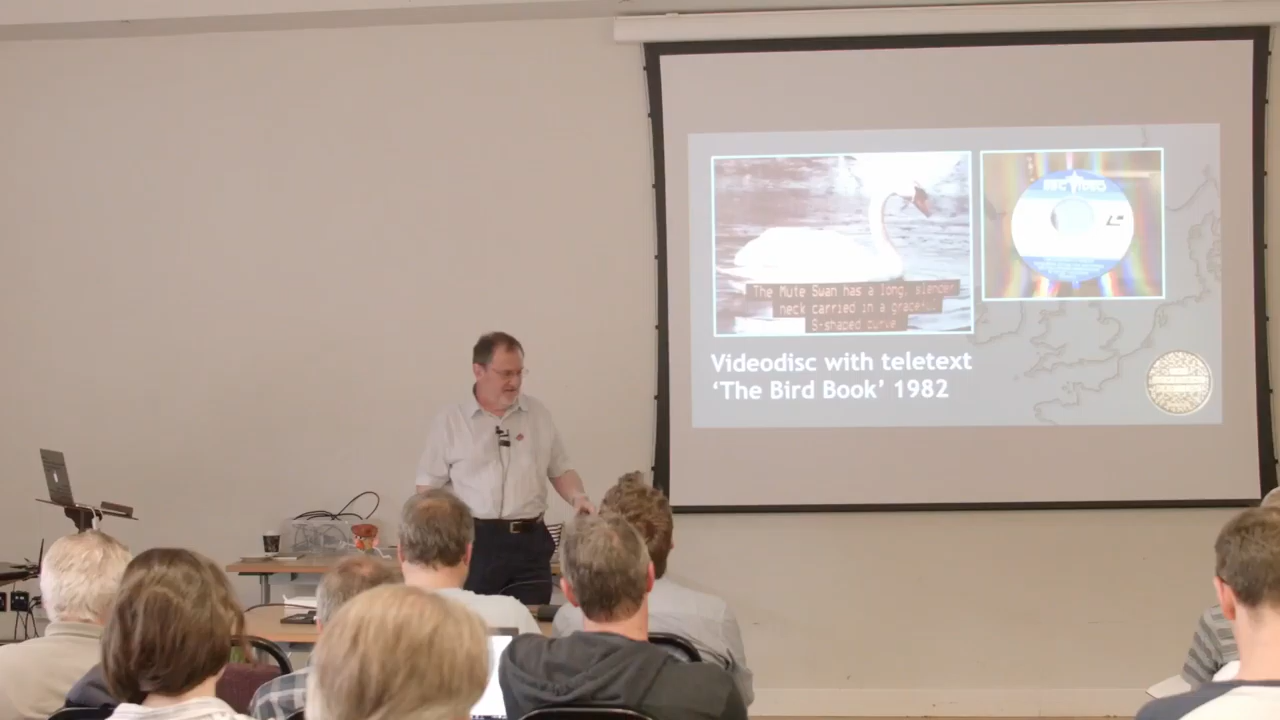 The Mute Swan has a long, slender
neck carried in a graceful
S-shaped curve
BBC VIDEO
Videodisc with teletext
‘The Bird Book’ 1982